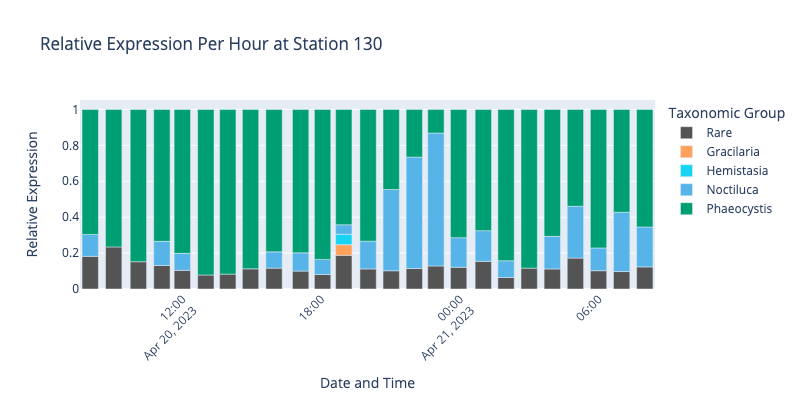 Relative Expression Per Hour at Station 130
Relative Expression
1
0.8
0.6
0.4
0.2
0
12:00
Apr 20, 2023
18:00
00:00
Apr 21, 2023
06:00
Date and Time
Taxonomic Group
Rare
Gracilaria
Hemistasia
Noctiluca
Phaeocystis